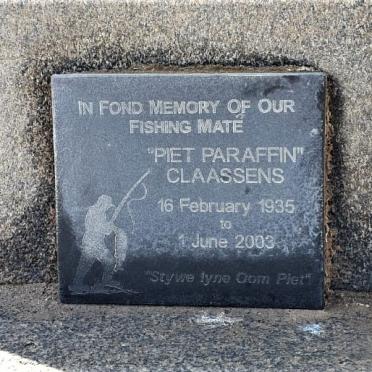 IN FOND MEMORY OF OUR
FISHING MATÉ
"PIET PARAFFIN"
CLAASSENS
16 February 1935
to
1 June 2003
"Stywe lyne Oom Piet"